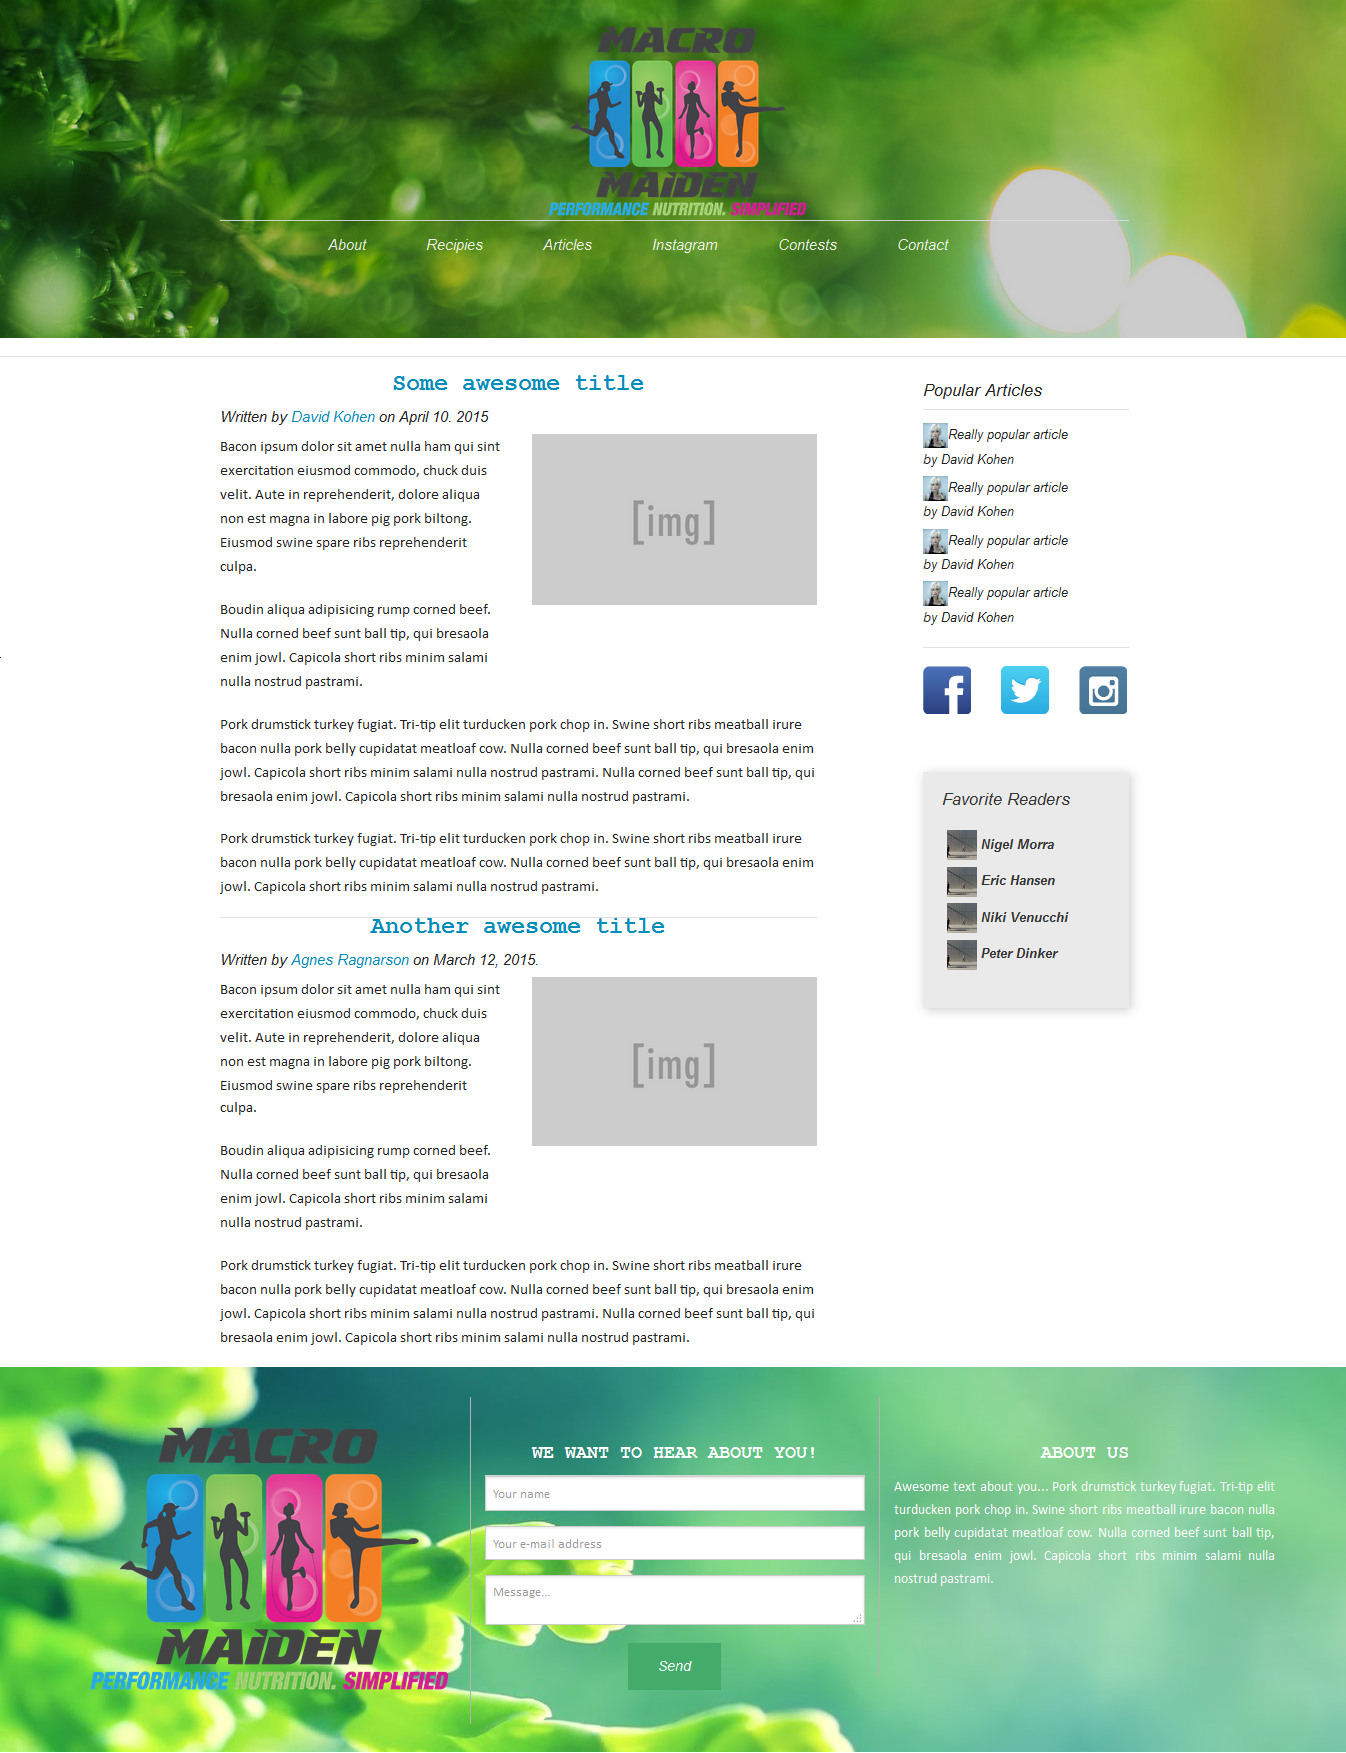 MACRO
MAIDEN
PERFORMANCE NUTRITION. SIMPLIFIED
About Recipies Articles Instagram Contests Contact
Some awesome title
Written by David Kohen on April 10. 2015
Bacon ipsum dolor sit amet nulla ham qui sint
exercitation eiusmod commodo, chuck duis
velit. Aute in reprehenderit, dolore aliqua
non est magna in labore pig pork biltong.
Eiusmod swine spare ribs reprehenderit
culpa.
[img]
Boudin aliqua adipisicing rump corned beef.
Nulla corned beef sunt ball tip, qui bresaola
enim jowl. Capicola short ribs minim salami
nulla nostrud pastrami.
Pork drumstick turkey fugiat. Tri-tip elit turducken pork chop in. Swine short ribs meatball irure
bacon nulla pork belly cupidatat meatloaf cow. Nulla corned beef sunt ball tip, qui bresaola enim
jowl. Capicola short ribs minim salami nulla nostrud pastrami. Nulla corned beef sunt ball tip, qui
bresaola enim jowl. Capicola short ribs minim salami nulla nostrud pastrami.
Pork drumstick turkey fugiat. Tri-tip elit turducken pork chop in. Swine short ribs meatball irure
bacon nulla pork belly cupidatat meatloaf cow. Nulla corned beef sunt ball tip, qui bresaola enim
jowl. Capicola short ribs minim salami nulla nostrud pastrami.
Another awesome title
Written by Agnes Ragnarson on March 12, 2015.
Bacon ipsum dolor sit amet nulla ham qui sint
exercitation eiusmod commodo, chuck duis
velit. Aute in reprehenderit, dolore aliqua
non est magna in labore pig pork biltong.
Eiusmod swine spare ribs reprehenderit
culpa.
[img]
Boudin aliqua adipisicing rump corned beef.
Nulla corned beef sunt ball tip, qui bresaola
enim jowl. Capicola short ribs minim salami
nulla nostrud pastrami.
Pork drumstick turkey fugiat. Tri-tip elit turducken pork chop in. Swine short ribs meatball irure
bacon nulla pork belly cupidatat meatloaf cow. Nulla corned beef sunt ball tip, qui bresaola enim
jowl. Capicola short ribs minim salami nulla nostrud pastrami. Nulla corned beef sunt ball tip, qui
bresaola enim jowl. Capicola short ribs minim salami nulla nostrud pastrami.
Popular Articles
Really popular article
by David Kohen
Really popular article
by David Kohen
Really popular article
by David Kohen
Really popular article
by David Kohen
Favorite Readers
Nigel Morra
Eric Hansen
Niki Venucchi
Peter Dinker
MACRO
MAIDEN
PERFORMANCE NUTRITION. SIMPLIFIED
WE WANT TO HEAR ABOUT YOU!
Your name
Your e-mail address
Message...
Send
ABOUT US
Awesome text about you... Pork drumstick turkey fugiat. Tri-tip elit
turducken pork chop in. Swine short ribs meatball irure bacon nulla
pork belly cupidatat meatloaf cow. Nulla corned beef sunt ball tip,
qui bresaola enim jowl. Capicola short ribs minim salami nulla
nostrud pastrami.